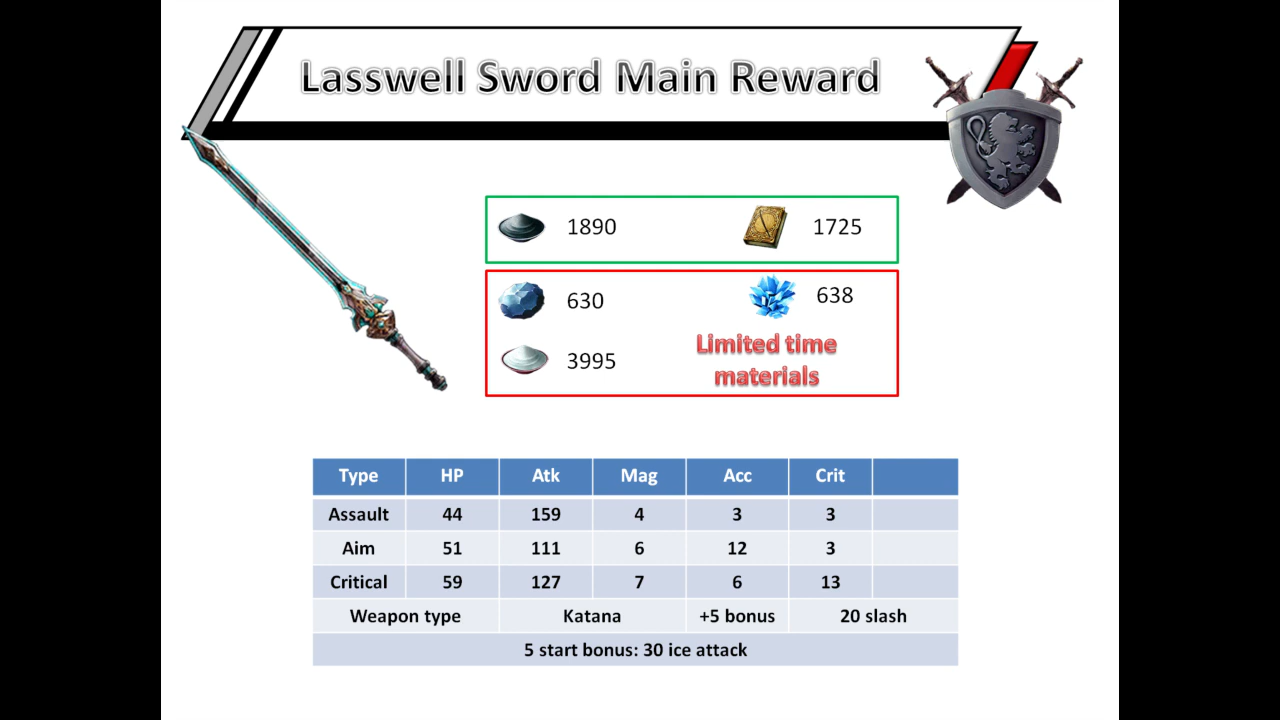 Lasswell Sword Main Reward
1890 1725
630 638
3995 Limited time
materials
Type HP Atk Mag Acc Crit
Assault 44 159 4 3 3
Aim 51 111 6 12 3
Critical 59 127 7 6 13
Weapon type Katana +5 bonus 20 slash
5 start bonus: 30 ice attack